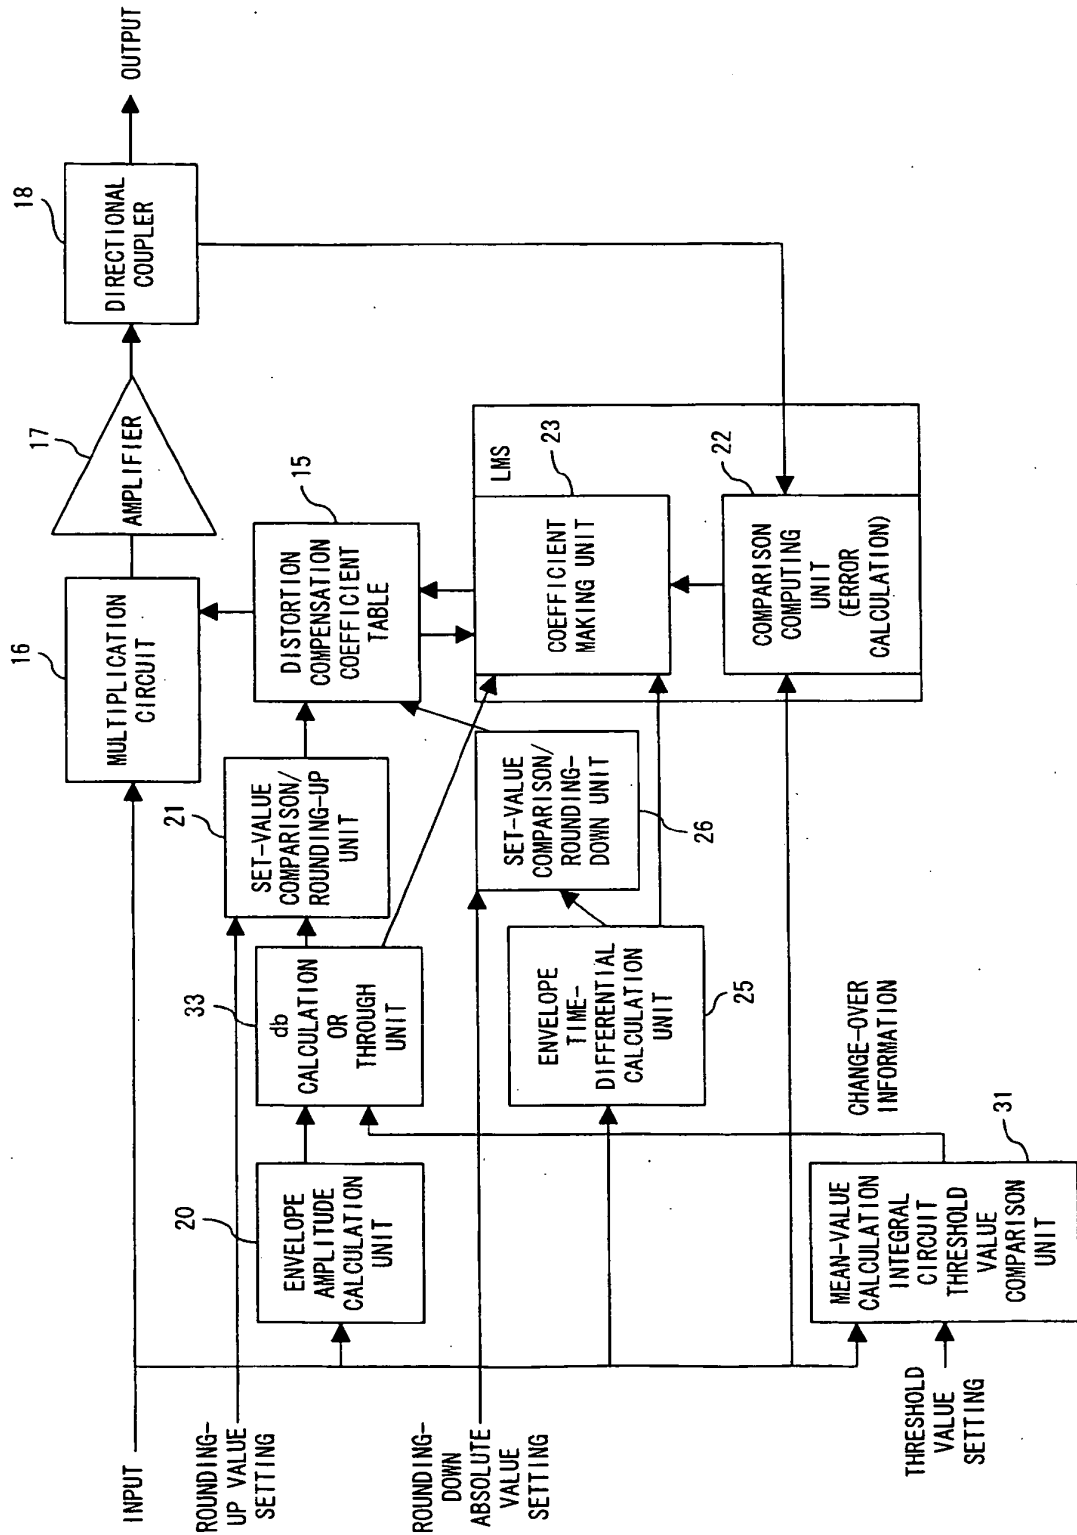 INPUT
ROUNDING-
UP VALUE
SETTING
ROUNDING-
DOWN
ABSOLUTE
VALUE
SETTING
THRESHOLD
VALUE
SETTING
20
ENVELOPE
AMPLITUDE
CALCULATION
UNIT
MEAN-VALUE
CALCULATION
INTEGRAL
CIRCUIT
THRESHOLD
VALUE
COMPARISON
UNIT
31
CHANGE-OVER
INFORMATION
33
db
CALCULATION
OR
THROUGH
UNIT
ENVELOPE
TIME-
DIFFERENTIAL
CALCULATION
UNIT
25
21
SET-VALUE
COMPARISON/
ROUNDING-UP
UNIT
SET-VALUE
COMPARISON/
ROUNDING-
DOWN UNIT
26
16
MULTIPLICATION
CIRCUIT
15
DISTORTION
COMPENSATION
COEFFICIENT
TABLE
LMS
23
COEFFICIENT
MAKING UNIT
22
COMPARISON
COMPUTING
UNIT
(ERROR
CALCULATION)
17
AMPLIFIER
18
DIRECTIONAL
COUPLER
OUTPUT